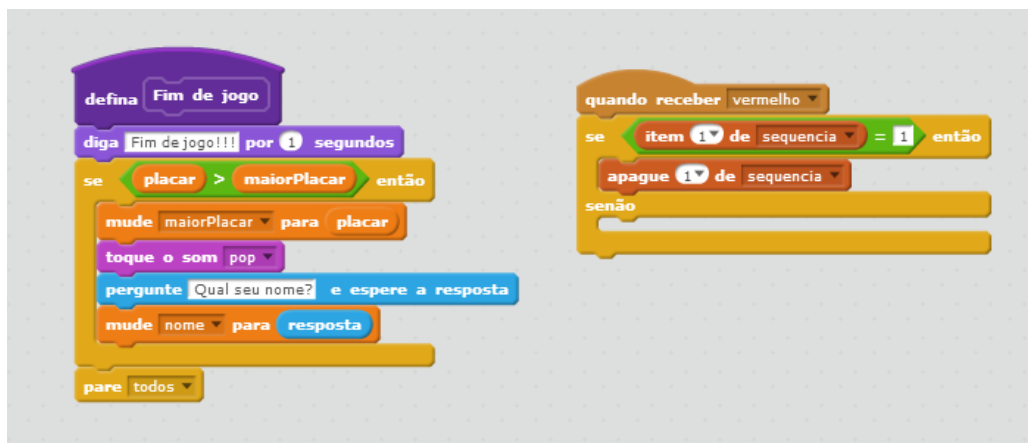 defina Fim de jogo
diga Fim de jogo!!! por 1 segundos
se placar > maiorPlacar então
mude maiorPlacar para placar
toque o som pop
pergunte Qual seu nome? e espere a resposta
mude nome para resposta
pare todos
quando receber vermelho
se item 1 de sequencia = 1 então
apague 1 de sequencia
senão